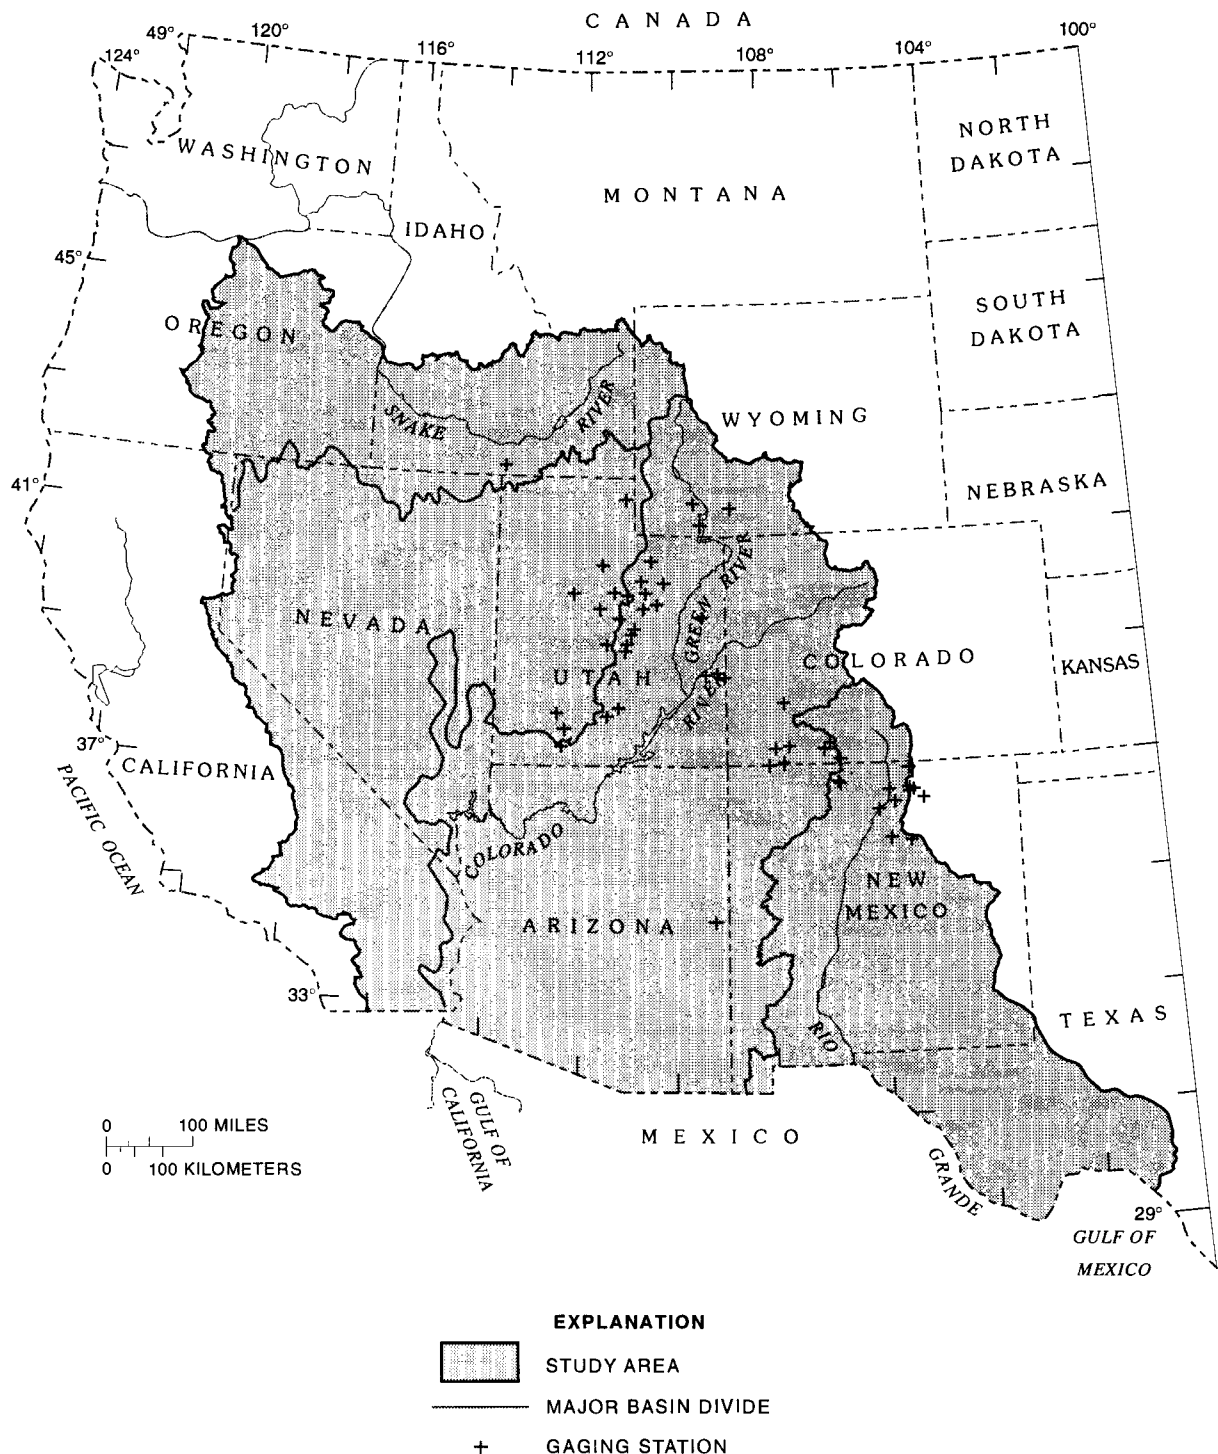 CANADA
49°
120°
124°
116°
112°
108°
104°
100°
WASHINGTON
NORTH
DAKOTA
MONTANA
IDAHO
45°
SOUTH
DAKOTA
OREGON
SNAKE
RIVER
WYOMING
41°
NEBRASKA
GREEN
RIVER
NEVADA
UTAH
COLORADO
KANSAS
RIVER
37°
CALIFORNIA
PACIFIC OCEAN
COLORADO
NEW
MEXICO
ARIZONA
33°
RIO
TEXAS
GULF OF
CALIFORNIA
0 100 MILES
0 100 KILOMETERS
MEXICO
GRANDE
29°
GULF OF
MEXICO
EXPLANATION
STUDY AREA
MAJOR BASIN DIVIDE
GAGING STATION